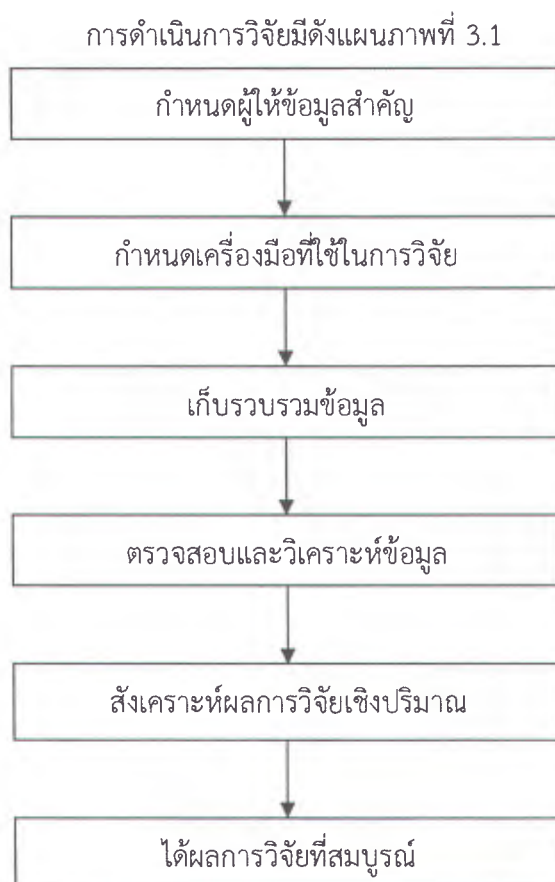 การดำเนินการวิจัยมีดังแผนภาพที่ 3.1
กำหนดผู้ให้ข้อมูลสำคัญ
กำหนดเครื่องมือที่ใช้ในการวิจัย
เก็บรวบรวมข้อมูล
ตรวจสอบและวิเคราะห์ข้อมูล
สังเคราะห์ผลการวิจัยเชิงปริมาณ
ได้ผลการวิจัยที่สมบูรณ์